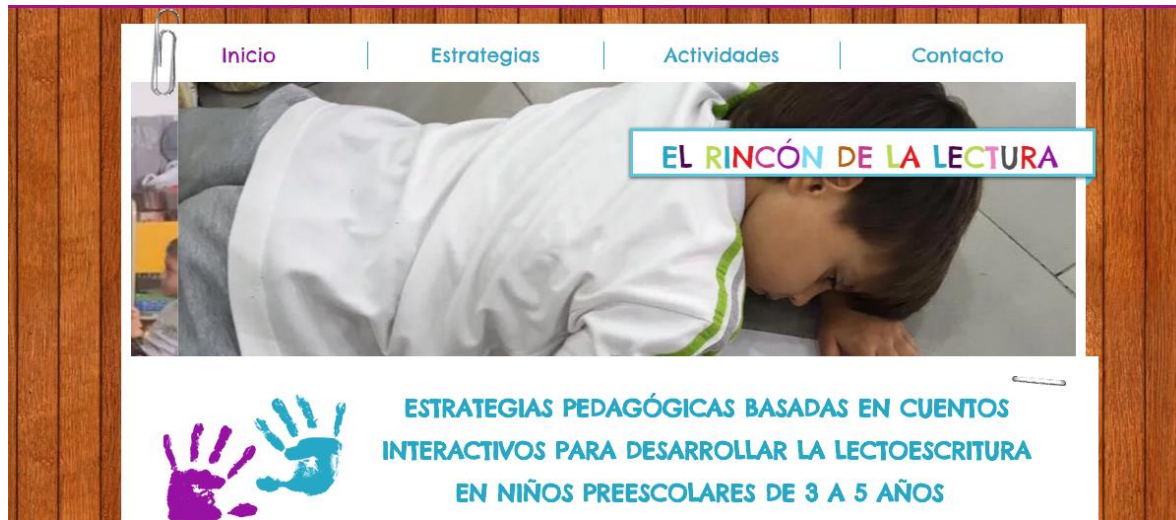 Inicio
Estrategias
Actividades
Contacto
EL RINCÓN DE LA LECTURA
ESTRATEGIAS PEDAGÓGICAS BASADAS EN CUENTOS
INTERACTIVOS PARA DESARROLLAR LA LECTOESCRITURA
EN NIÑOS PREESCOLARES DE 3 A 5 AÑOS